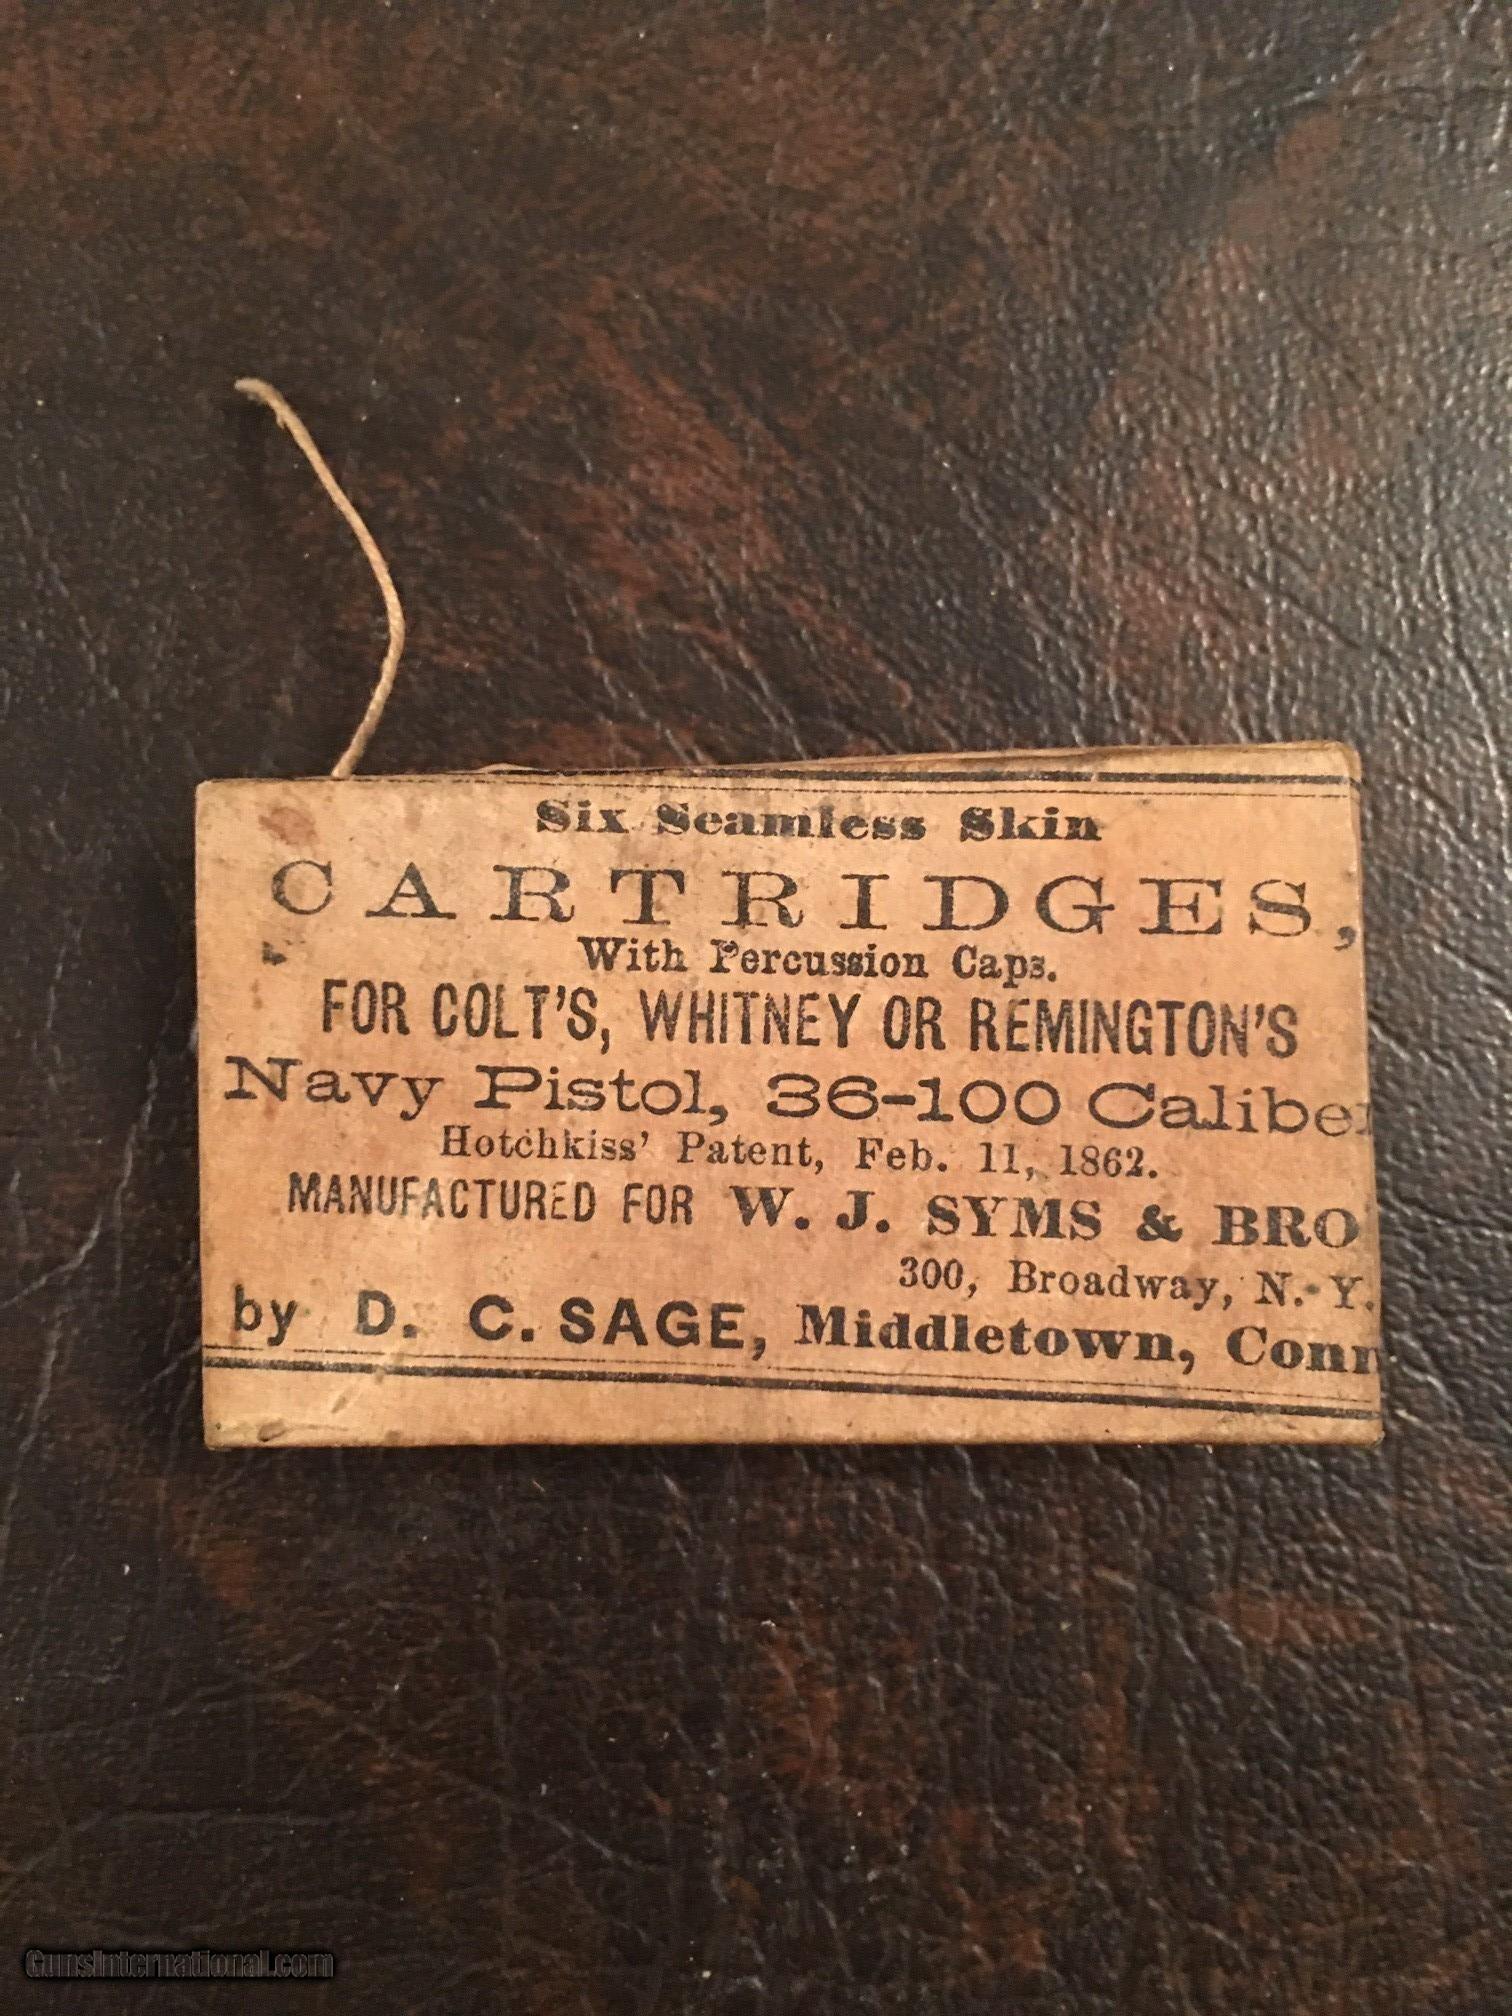 Six Seamless Skin
CARTRIDGES,
With Percussion Caps.
FOR COLT'S, WHITNEY OR REMINGTON'S
Navy Pistol, 36-100 Caliber
Hotchkiss' Patent, Feb. 11, 1862.
MANUFACTURED FOR W. J. SYMS & BRO
300, Broadway, N. Y.
by D. C. SAGE, Middletown, Conn
GunsInternational.com